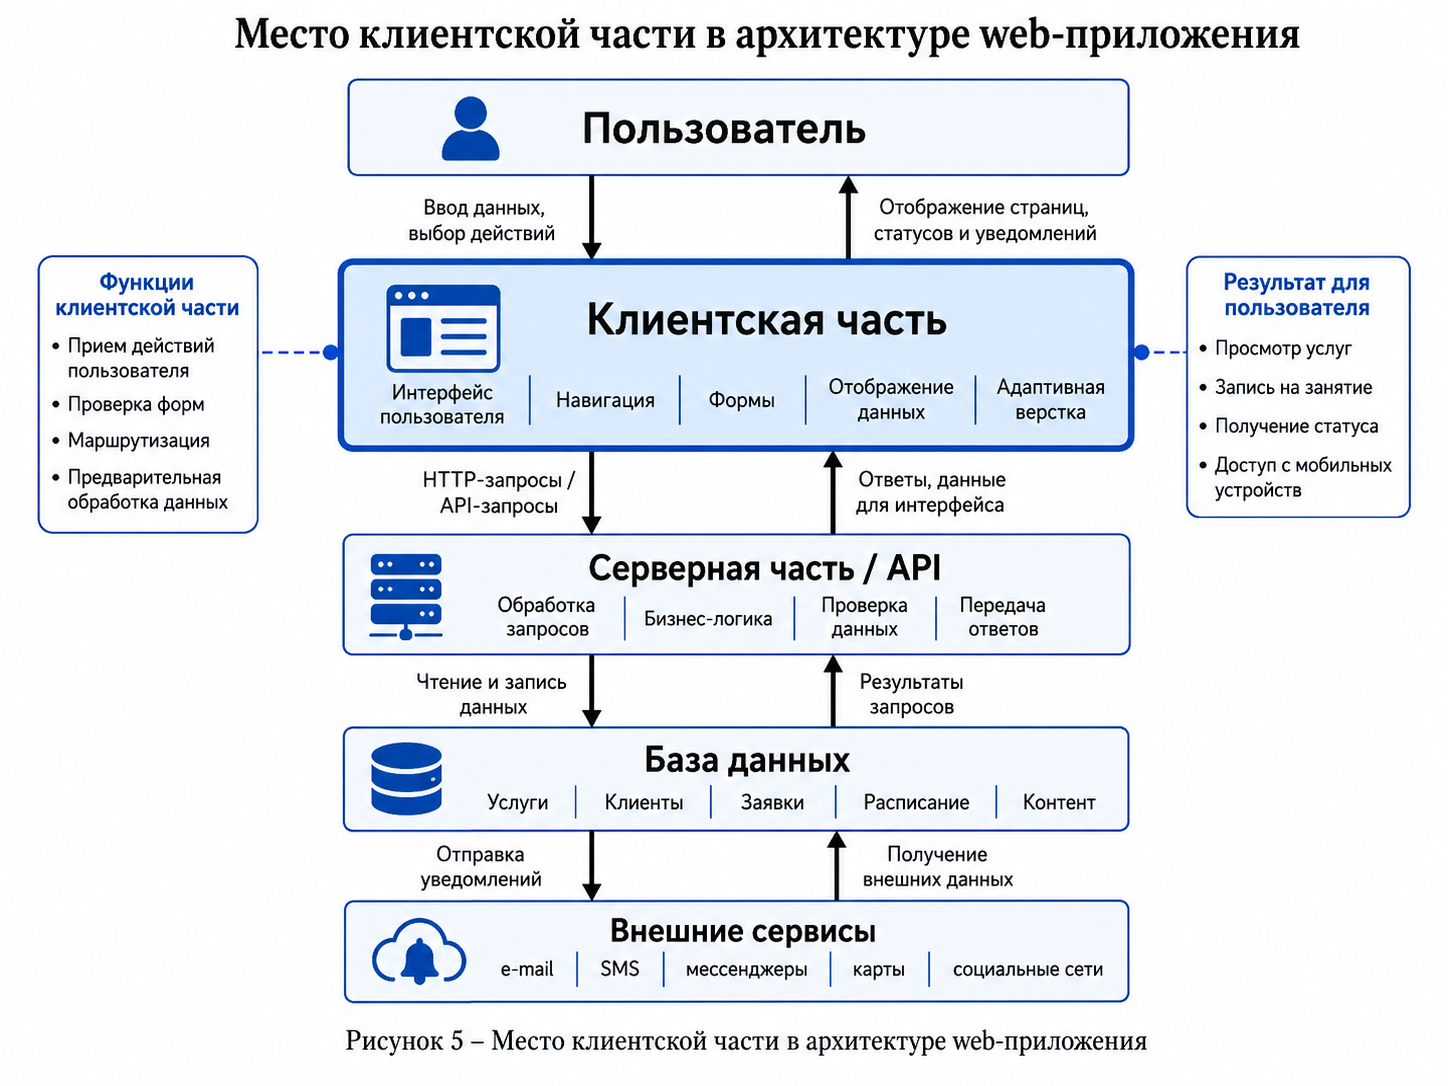 Место клиентской части в архитектуре web-приложения
Пользователь
Ввод данных,
выбор действий
Отображение страниц,
статусов и уведомлений
Функции
клиентской части
• Прием действий
пользователя
• Проверка форм
• Маршрутизация
• Предварительная
обработка данных
Клиентская часть
Интерфейс
пользователя
Навигация
Формы
Отображение
данных
Адаптивная
верстка
Результат для
пользователя
• Просмотр услуг
• Запись на занятие
• Получение статуса
• Доступ с мобильных
устройств
HTTP-запросы /
API-запросы
Ответы, данные
для интерфейса
Серверная часть / API
Обработка
запросов
Бизнес-логика
Проверка
данных
Передача
ответов
Чтение и запись
данных
Результаты
запросов
База данных
Услуги
Клиенты
Заявки
Расписание
Контент
Отправка
уведомлений
Получение
внешних данных
Внешние сервисы
e-mail
SMS
мессенджеры
карты
социальные сети
Рисунок 5 – Место клиентской части в архитектуре web-приложения